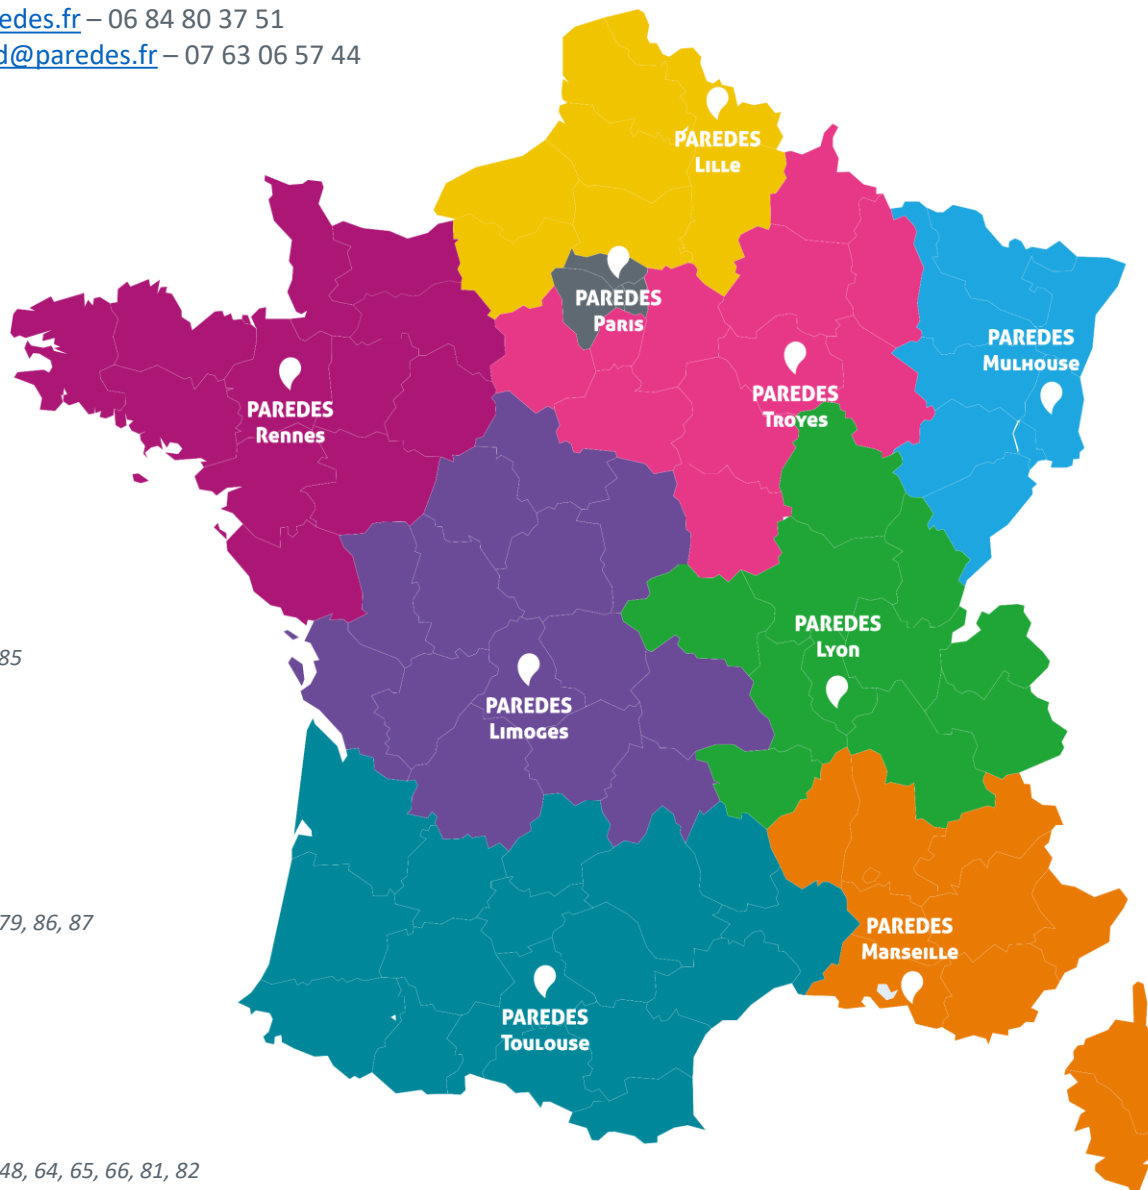 edes.fr – 06 84 80 37 51
d@paredes.fr – 07 63 06 57 44
PAREDES
Lille
PAREDES
Paris
PAREDES
Mulhouse
PAREDES
Troyes
PAREDES
Rennes
PAREDES
Lyon
85
PAREDES
Limoges
79, 86, 87
PAREDES
Marseille
PAREDES
Toulouse
48, 64, 65, 66, 81, 82